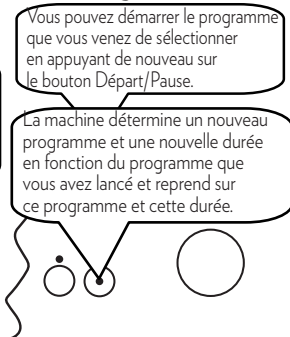 Vous pouvez démarrer le programme
que vous venez de sélectionner
en appuyant de nouveau sur
le bouton Départ/Pause.
La machine détermine un nouveau
programme et une nouvelle durée
en fonction du programme que
vous avez lancé et reprend sur
ce programme et cette durée.